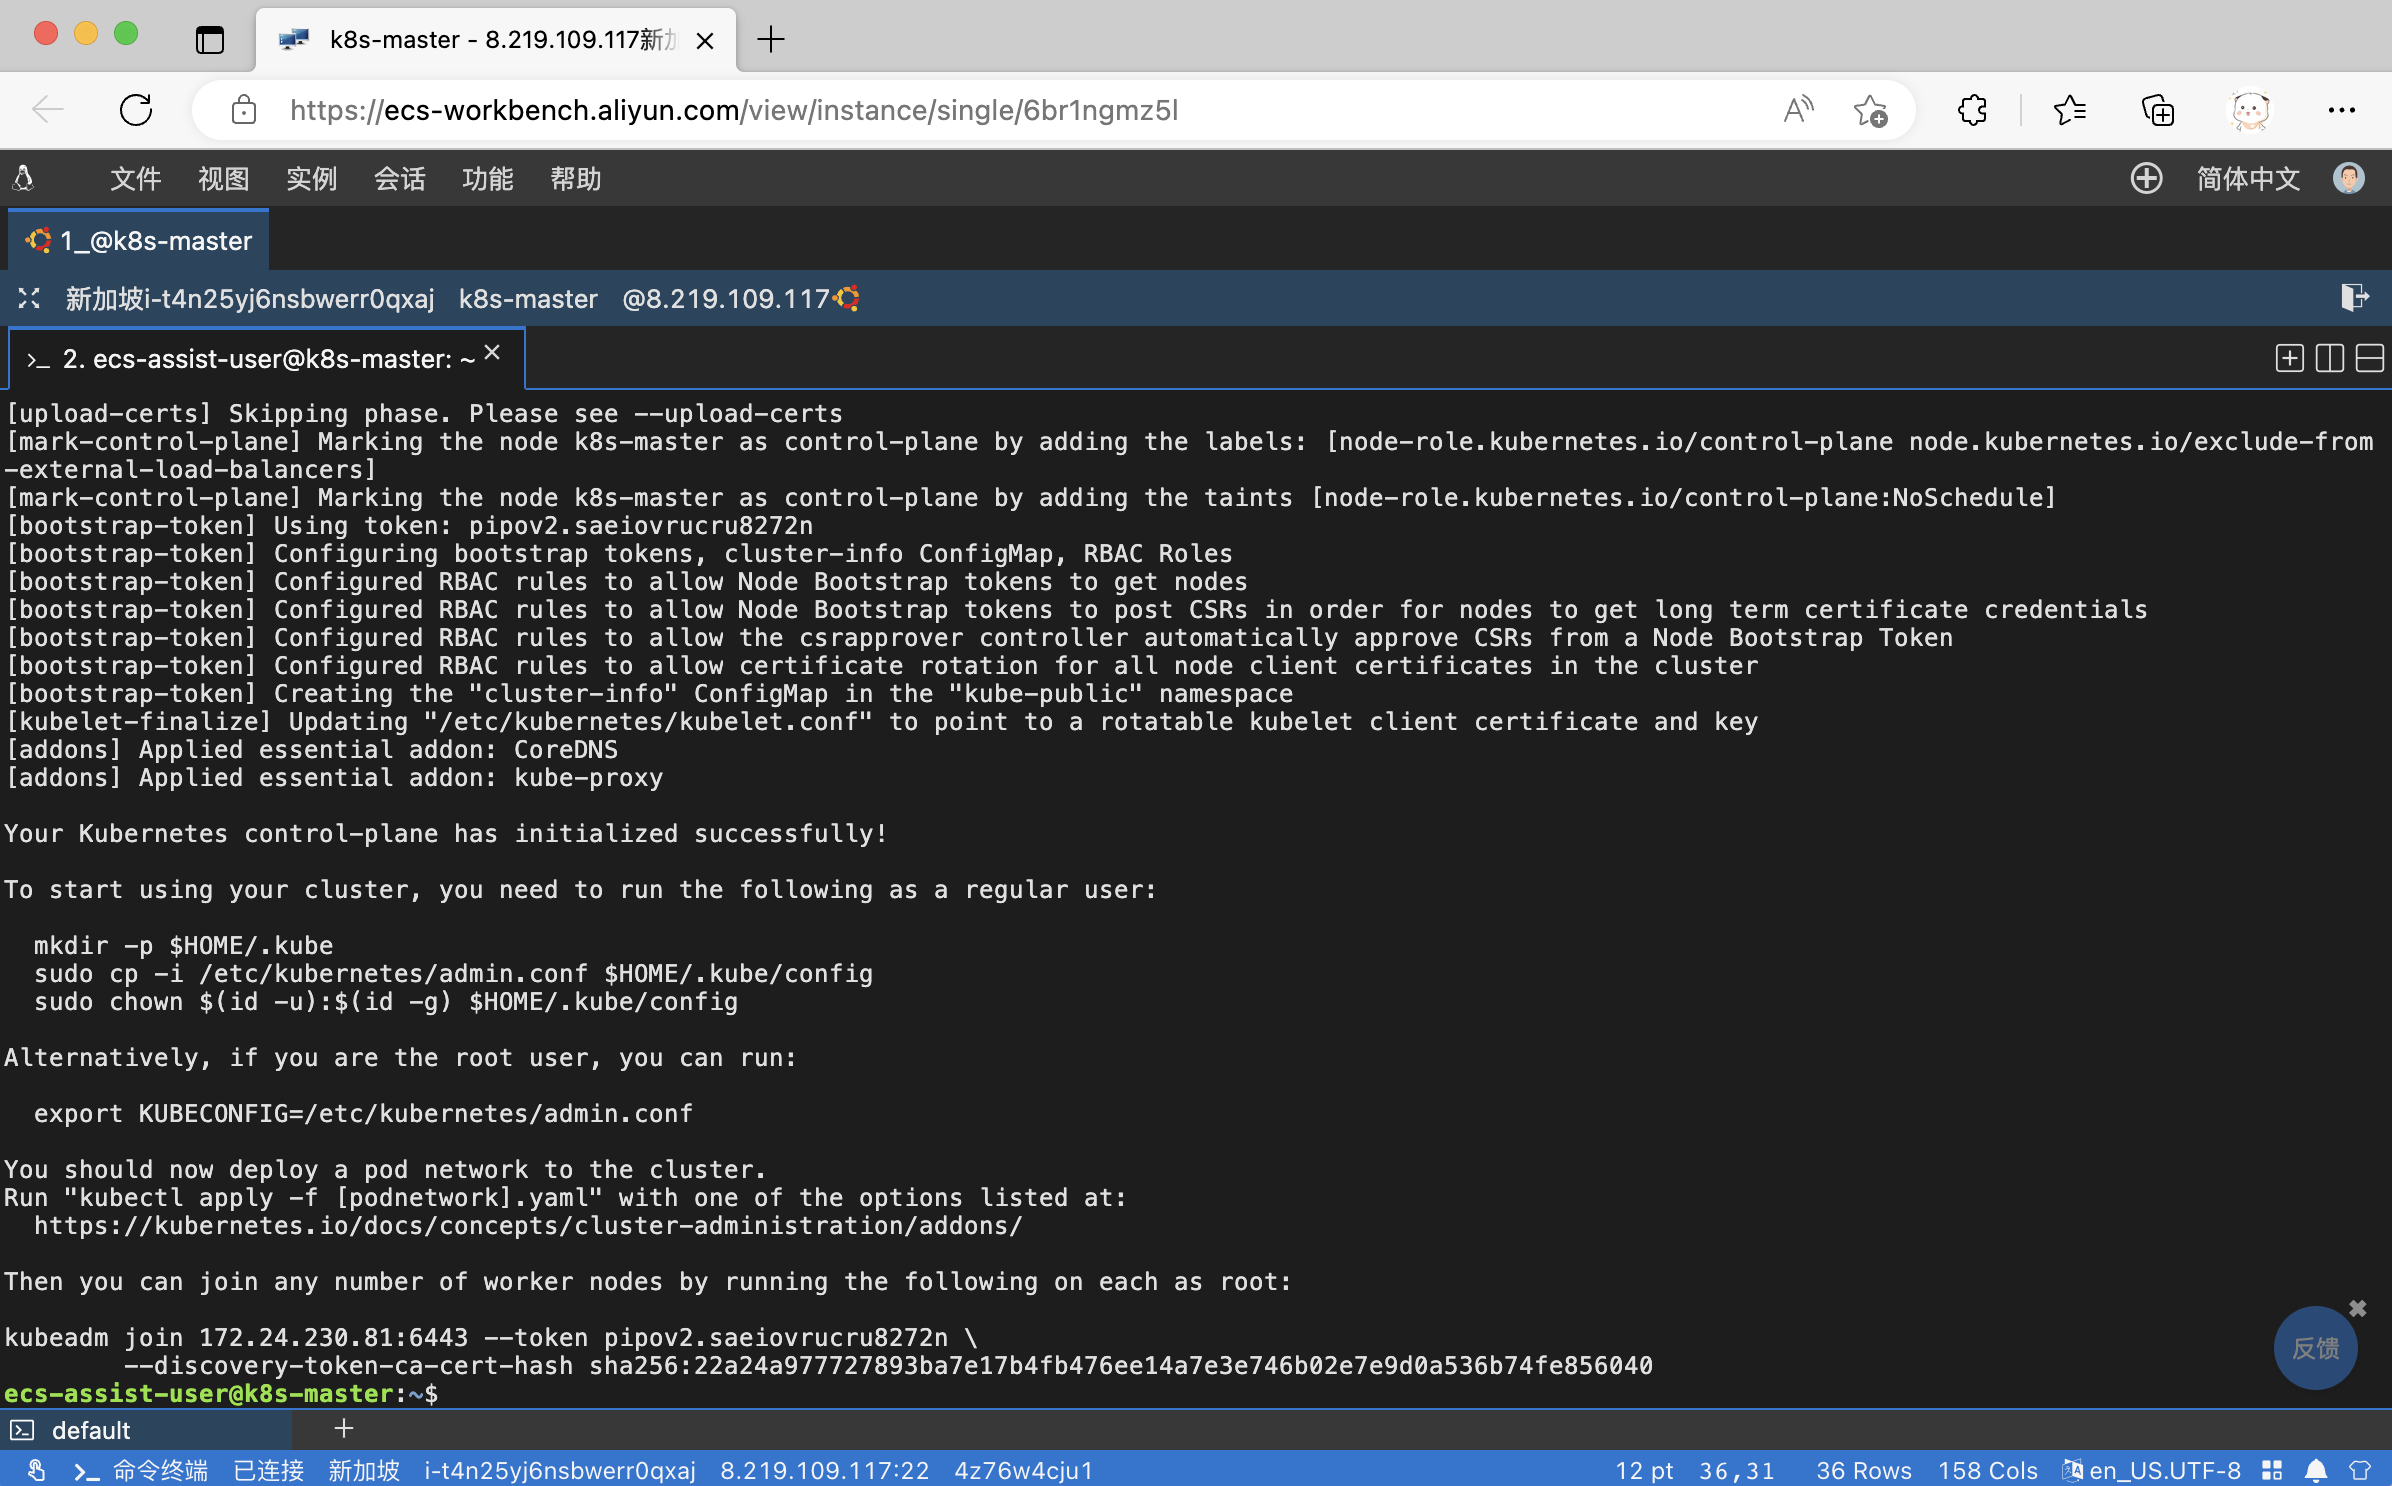 k8s-master - 8.219.109.117新加
https://ecs-workbench.aliyun.com/view/instance/single/6br1ngmz5l
文件 视图 实例 会话 功能 帮助 简体中文
1_@k8s-master
新加坡i-t4n25yj6nsbwerr0qxaj k8s-master @8.219.109.117
>_ 2. ecs-assist-user@k8s-master: ~
[upload-certs] Skipping phase. Please see --upload-certs
[mark-control-plane] Marking the node k8s-master as control-plane by adding the labels: [node-role.kubernetes.io/control-plane node.kubernetes.io/exclude-from
-external-load-balancers]
[mark-control-plane] Marking the node k8s-master as control-plane by adding the taints [node-role.kubernetes.io/control-plane:NoSchedule]
[bootstrap-token] Using token: pipov2.saeiovrucru8272n
[bootstrap-token] Configuring bootstrap tokens, cluster-info ConfigMap, RBAC Roles
[bootstrap-token] Configured RBAC rules to allow Node Bootstrap tokens to get nodes
[bootstrap-token] Configured RBAC rules to allow Node Bootstrap tokens to post CSRs in order for nodes to get long term certificate credentials
[bootstrap-token] Configured RBAC rules to allow the csrapprover controller automatically approve CSRs from a Node Bootstrap Token
[bootstrap-token] Configured RBAC rules to allow certificate rotation for all node client certificates in the cluster
[bootstrap-token] Creating the "cluster-info" ConfigMap in the "kube-public" namespace
[kubelet-finalize] Updating "/etc/kubernetes/kubelet.conf" to point to a rotatable kubelet client certificate and key
[addons] Applied essential addon: CoreDNS
[addons] Applied essential addon: kube-proxy
Your Kubernetes control-plane has initialized successfully!
To start using your cluster, you need to run the following as a regular user:
mkdir -p $HOME/.kube
sudo cp -i /etc/kubernetes/admin.conf $HOME/.kube/config
sudo chown $(id -u):$(id -g) $HOME/.kube/config
Alternatively, if you are the root user, you can run:
export KUBECONFIG=/etc/kubernetes/admin.conf
You should now deploy a pod network to the cluster.
Run "kubectl apply -f [podnetwork].yaml" with one of the options listed at:
https://kubernetes.io/docs/concepts/cluster-administration/addons/
Then you can join any number of worker nodes by running the following on each as root:
kubeadm join 172.24.230.81:6443 --token pipov2.saeiovrucru8272n \
--discovery-token-ca-cert-hash sha256:22a24a977727893ba7e17b4fb476ee14a7e3e746b02e7e9d0a536b74fe856040
反馈
ecs-assist-user@k8s-master:~$
default
命令终端 已连接 新加坡 i-t4n25yj6nsbwerr0qxaj 8.219.109.117:22 4z76w4cju1 12 pt 36,31 36 Rows 158 Cols en_US.UTF-8